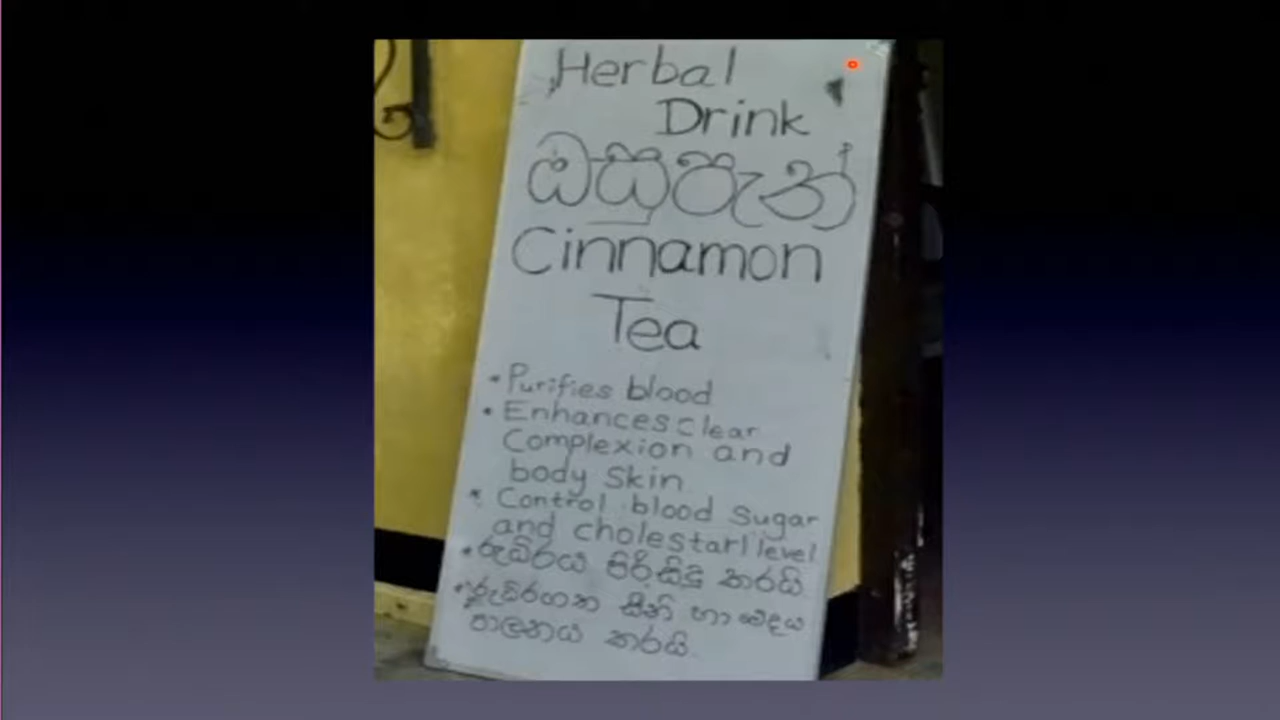 Herbal
Drink
ඔසුපැන්
Cinnamon
Tea
• Purifies blood
• Enhances clear
Complexion and
body Skin
• Control blood Sugar
and cholestarl level
• රුධිරය පිරිසිදු කරයි.
• රුධිරගත සීනි හා මේදය
පාලනය කරයි.